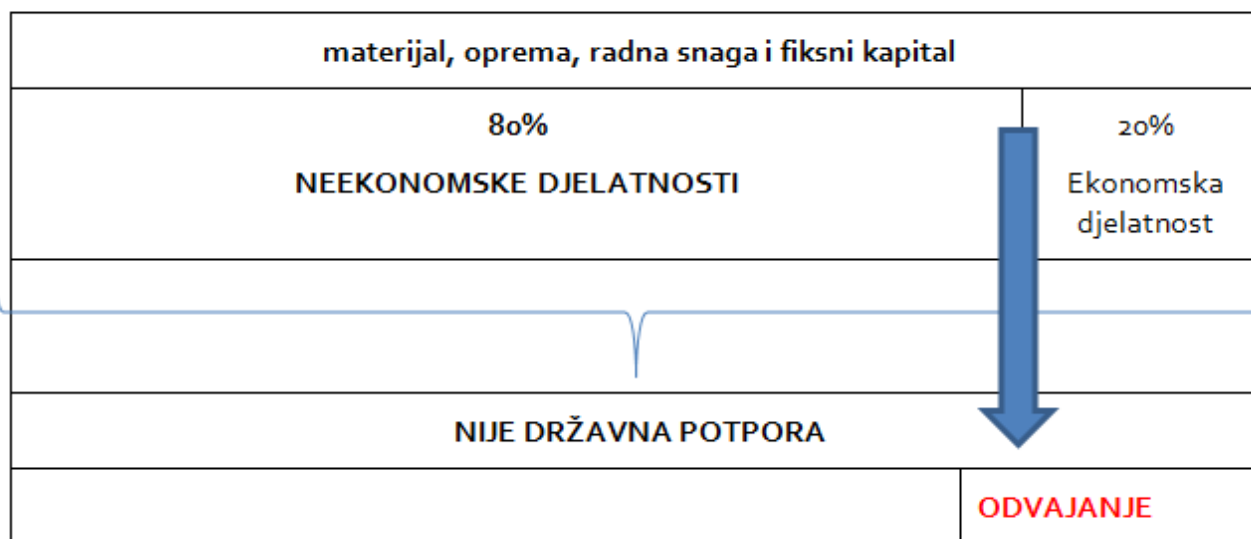 materijal, oprema, radna snaga i fiksni kapital
80%
NEEKONOMSKE DJELATNOSTI
20%
Ekonomska
djelatnost
NIJE DRŽAVNA POTPORA
ODVAJANJE